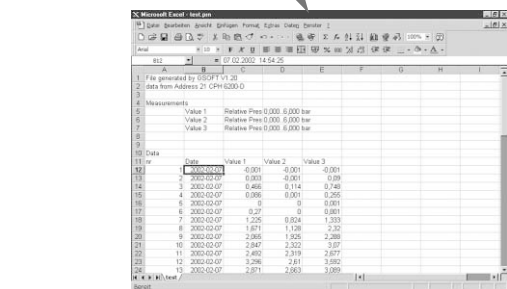 Microsoft Excel - test.prn
Datei Bearbeiten Ansicht Einfügen Format Extras Daten Fenster ?
Arial 10 F K U
B12 = 07.02.2002 14:54:25
A B C D E F G H I
1 File generated by GSOFT V1.20
2 data from Address 21 CPH 6200-D
3
4 Measurements
5 Value 1 Relative Pres 0,000..6,000 bar
6 Value 2 Relative Pres 0,000..6,000 bar
7 Value 3 Relative Pres 0,000..6,000 bar
8
9
10 Data
11 nr Date Value 1 Value 2 Value 3
12 1 2002-02-07 -0,001 -0,001 -0,001
13 2 2002-02-07 0,003 -0,001 0,09
14 3 2002-02-07 0,466 0,114 0,748
15 4 2002-02-07 0,086 0,001 0,255
16 5 2002-02-07 0 0 0,001
17 6 2002-02-07 0,27 0 0,001
18 7 2002-02-07 1,225 0,824 1,333
19 8 2002-02-07 1,671 1,128 2,32
20 9 2002-02-07 2,065 1,925 2,288
21 10 2002-02-07 2,847 2,322 3,07
22 11 2002-02-07 2,492 2,319 2,677
23 12 2002-02-07 3,296 2,61 3,592
24 13 2002-02-07 2,871 2,663 3,089
test
Bereit